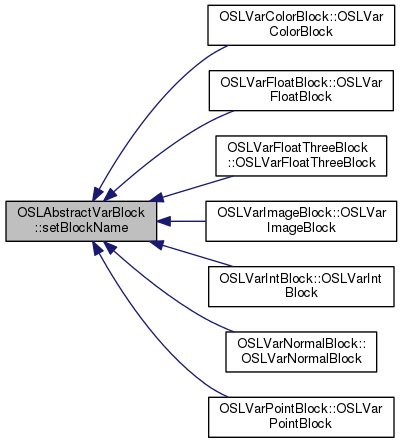 OSLVarColorBlock::OSLVar
ColorBlock
OSLVarFloatBlock::OSLVar
FloatBlock
OSLVarFloatThreeBlock
::OSLVarFloatThreeBlock
OSLAbstractVarBlock
::setBlockName
OSLVarImageBlock::OSLVar
ImageBlock
OSLVarIntBlock::OSLVarInt
Block
OSLVarNormalBlock::
OSLVarNormalBlock
OSLVarPointBlock::OSLVar
PointBlock